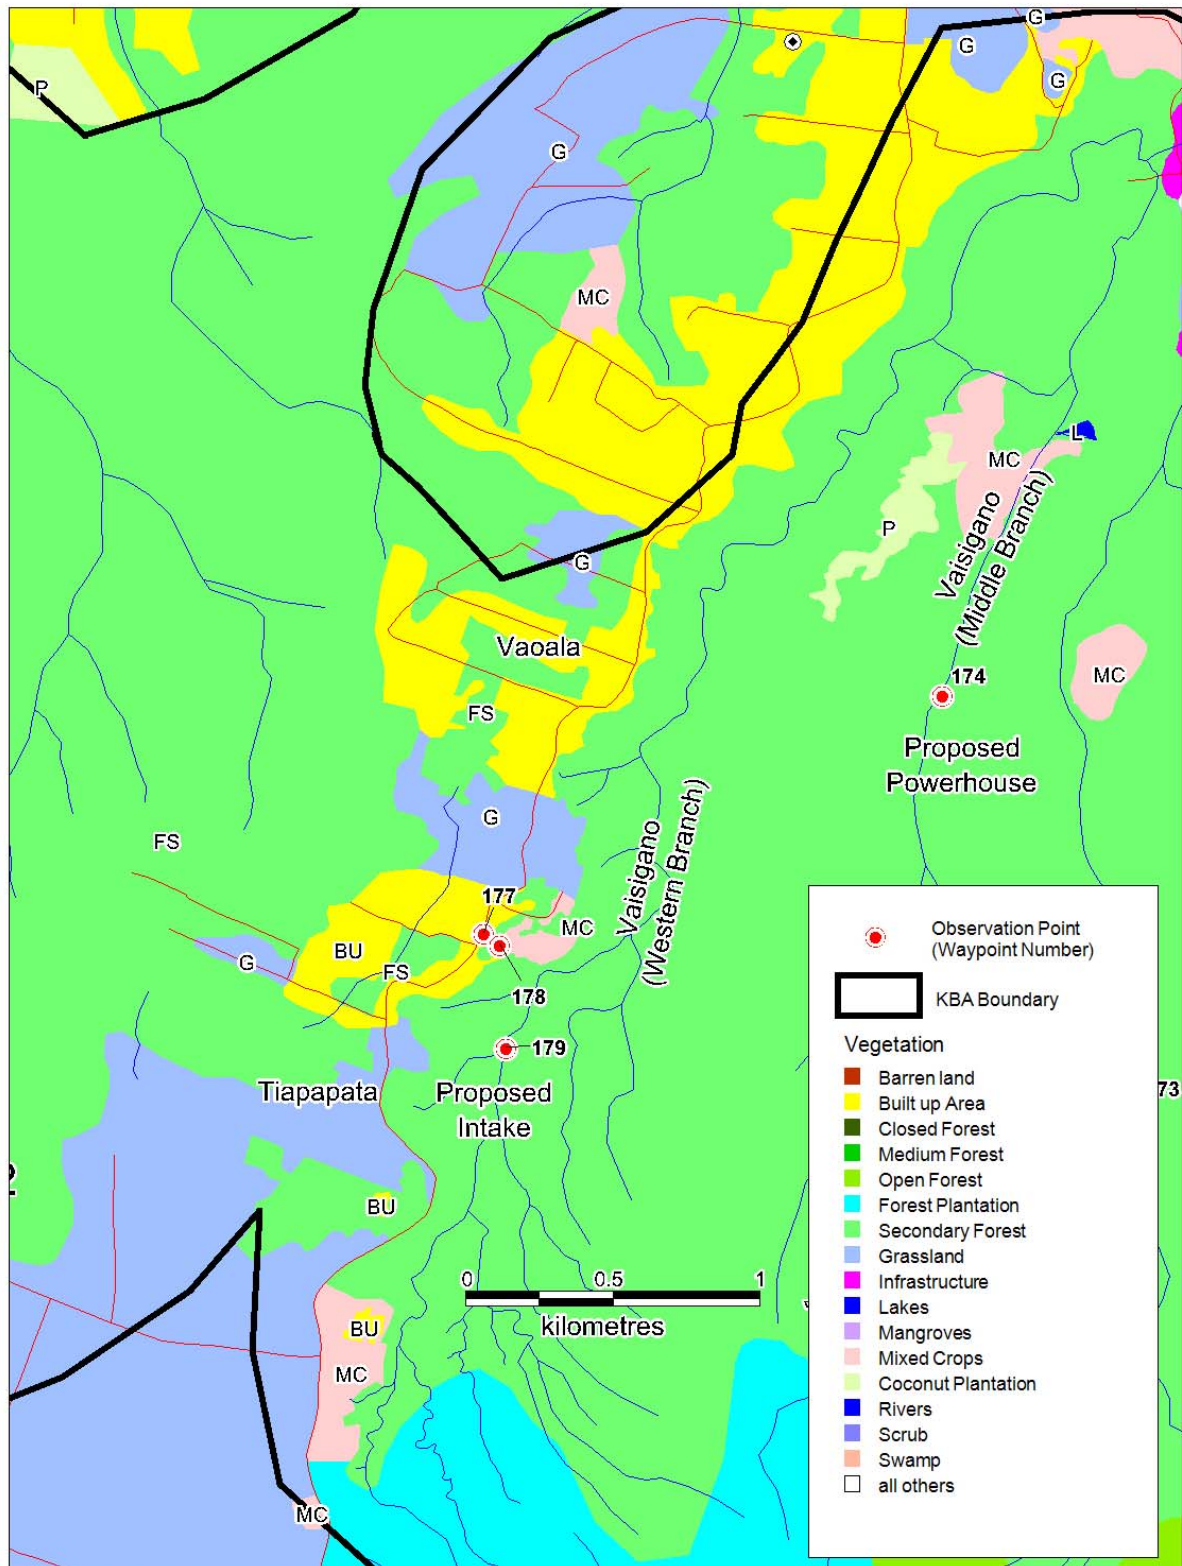 G
G
P
G
G
MC
L
MC
P
Vaisigano
(Middle Branch)
G
Vaoala
MC
174
FS
Proposed
Powerhouse
G
FS
Vaisigano
(Western Branch)
177
MC
BU
G
FS
178
179
Tiapapata
Proposed
Intake
73
BU
0 0.5 1
kilometres
BU
MC
MC
Observation Point
(Waypoint Number)
KBA Boundary
Vegetation
Barren land
Built up Area
Closed Forest
Medium Forest
Open Forest
Forest Plantation
Secondary Forest
Grassland
Infrastructure
Lakes
Mangroves
Mixed Crops
Coconut Plantation
Rivers
Scrub
Swamp
all others